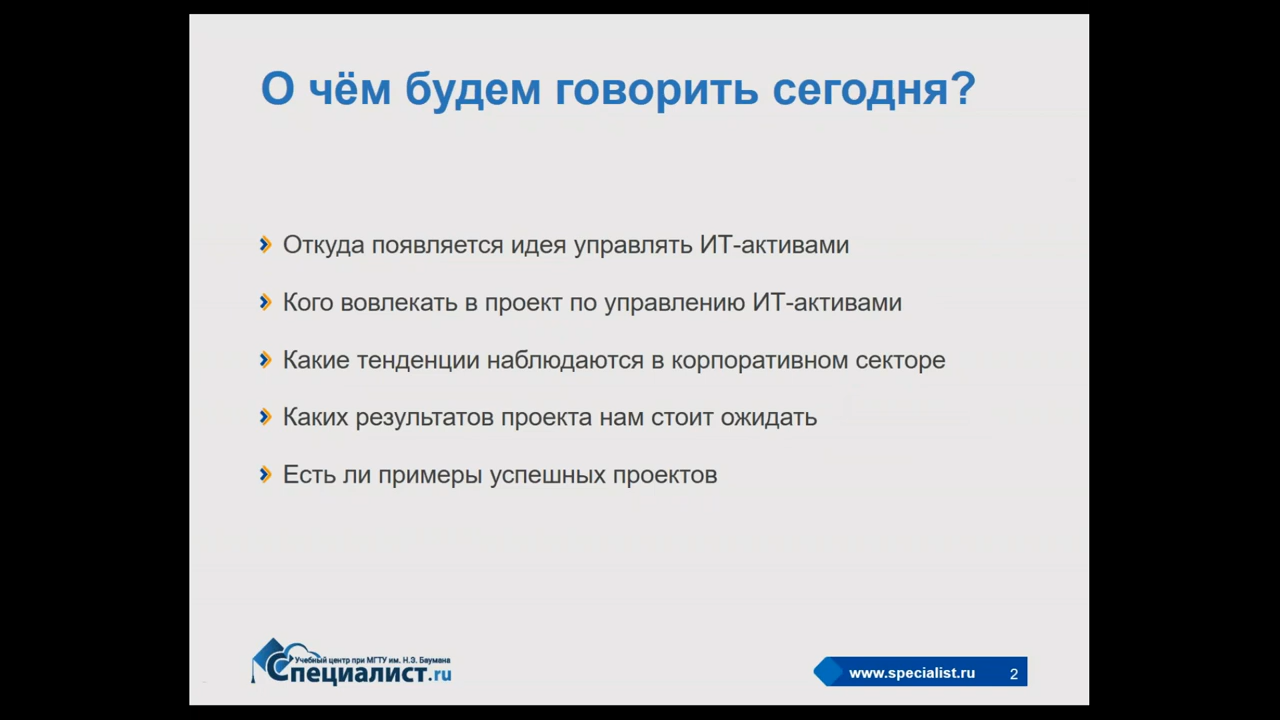 О чём будем говорить сегодня?
Откуда появляется идея управлять ИТ-активами
Кого вовлекать в проект по управлению ИТ-активами
Какие тенденции наблюдаются в корпоративном секторе
Каких результатов проекта нам стоит ожидать
Есть ли примеры успешных проектов
Учебный центр при МГТУ им. Н.Э. Баумана
Специалист.ru
www.specialist.ru 2